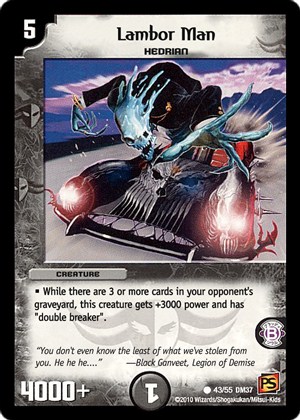 5
Lambor Man
HEDRIAN
CREATURE
▪ While there are 3 or more cards in your opponent's
graveyard, this creature gets +3000 power and has
"double breaker".
"You don't even know the least of what we've stolen from
you. He he he...." —Black Ganveet, Legion of Demise
4000+
1
B
PS
● 43/55 DM37
©2010 Wizards/Shogakukan/Mitsui-Kids